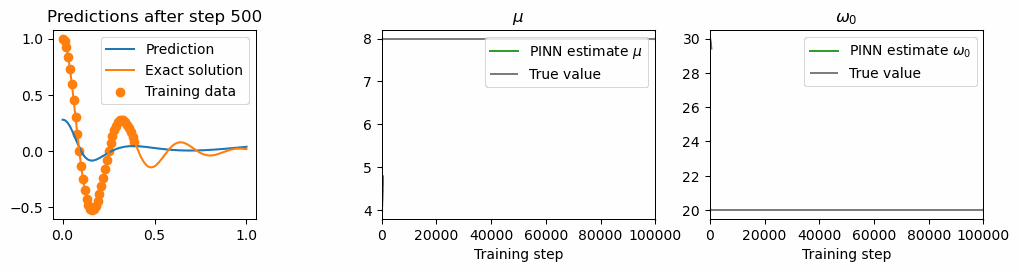 Predictions after step 500
1.0
0.5
0.0
−0.5
0.0
0.5
1.0
Prediction
Exact solution
Training data
μ
8
7
6
5
4
0
20000
40000
60000
80000
100000
Training step
PINN estimate μ
True value
ω₀
30
28
26
24
22
20
0
20000
40000
60000
80000
100000
Training step
PINN estimate ω₀
True value